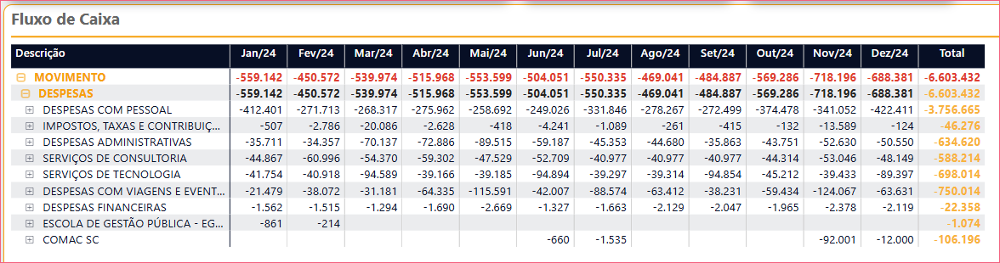 Fluxo de Caixa
Descrição Jan/24 Fev/24 Mar/24 Abr/24 Mai/24 Jun/24 Jul/24 Ago/24 Set/24 Out/24 Nov/24 Dez/24 Total
MOVIMENTO -559.142 -450.572 -539.974 -515.968 -553.599 -504.051 -550.335 -469.041 -484.887 -569.286 -718.196 -688.381 -6.603.432
DESPESAS -559.142 -450.572 -539.974 -515.968 -553.599 -504.051 -550.335 -469.041 -484.887 -569.286 -718.196 -688.381 -6.603.432
DESPESAS COM PESSOAL -412.401 -271.713 -268.317 -275.962 -258.692 -249.026 -331.846 -278.267 -272.499 -374.478 -341.052 -422.411 -3.756.665
IMPOSTOS, TAXAS E CONTRIBUIÇ... -507 -2.786 -20.086 -2.628 -418 -4.241 -1.089 -261 -415 -132 -13.589 -124 -46.276
DESPESAS ADMINISTRATIVAS -35.711 -34.357 -70.137 -72.886 -89.515 -59.187 -45.353 -44.680 -35.863 -43.751 -52.630 -50.550 -634.620
SERVIÇOS DE CONSULTORIA -44.867 -60.996 -54.370 -59.302 -47.529 -52.709 -40.977 -40.977 -40.977 -44.314 -53.046 -48.149 -588.214
SERVIÇOS DE TECNOLOGIA -41.754 -40.918 -94.589 -39.166 -39.185 -94.894 -39.297 -39.314 -94.854 -45.212 -39.433 -89.397 -698.014
DESPESAS COM VIAGENS E EVENT... -21.479 -38.072 -31.181 -64.335 -115.591 -42.007 -88.574 -63.412 -38.231 -59.434 -124.067 -63.631 -750.014
DESPESAS FINANCEIRAS -1.562 -1.515 -1.294 -1.690 -2.669 -1.327 -1.663 -2.129 -2.047 -1.965 -2.378 -2.119 -22.358
ESCOLA DE GESTÃO PÚBLICA - EG... -861 -214 -1.074
COMAC SC -660 -1.535 -92.001 -12.000 -106.196